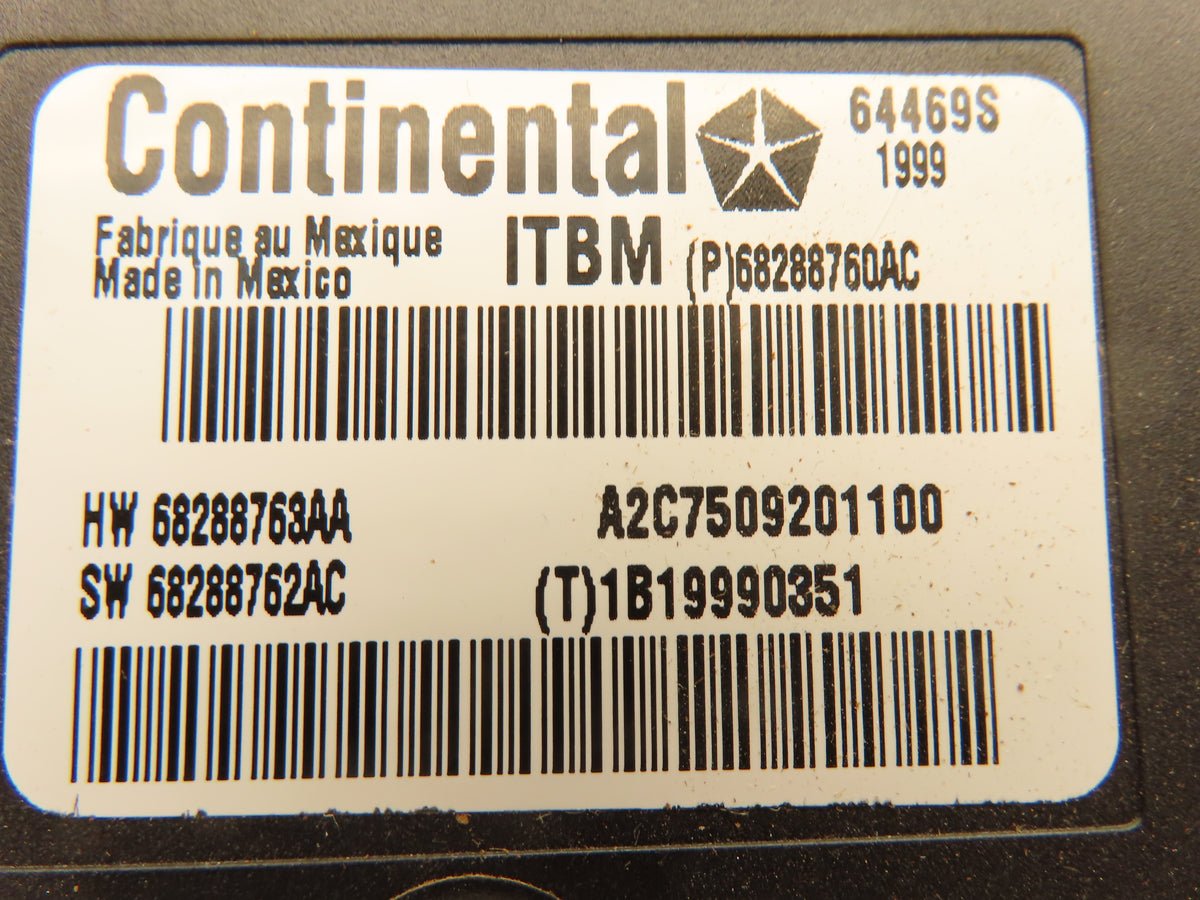 Continental
64469S
1999
Fabrique au Mexique
Made in Mexico
ITBM (P)68288760AC
HW 68288763AA
A2C7509201100
SW 68288762AC
(T)1B19990351